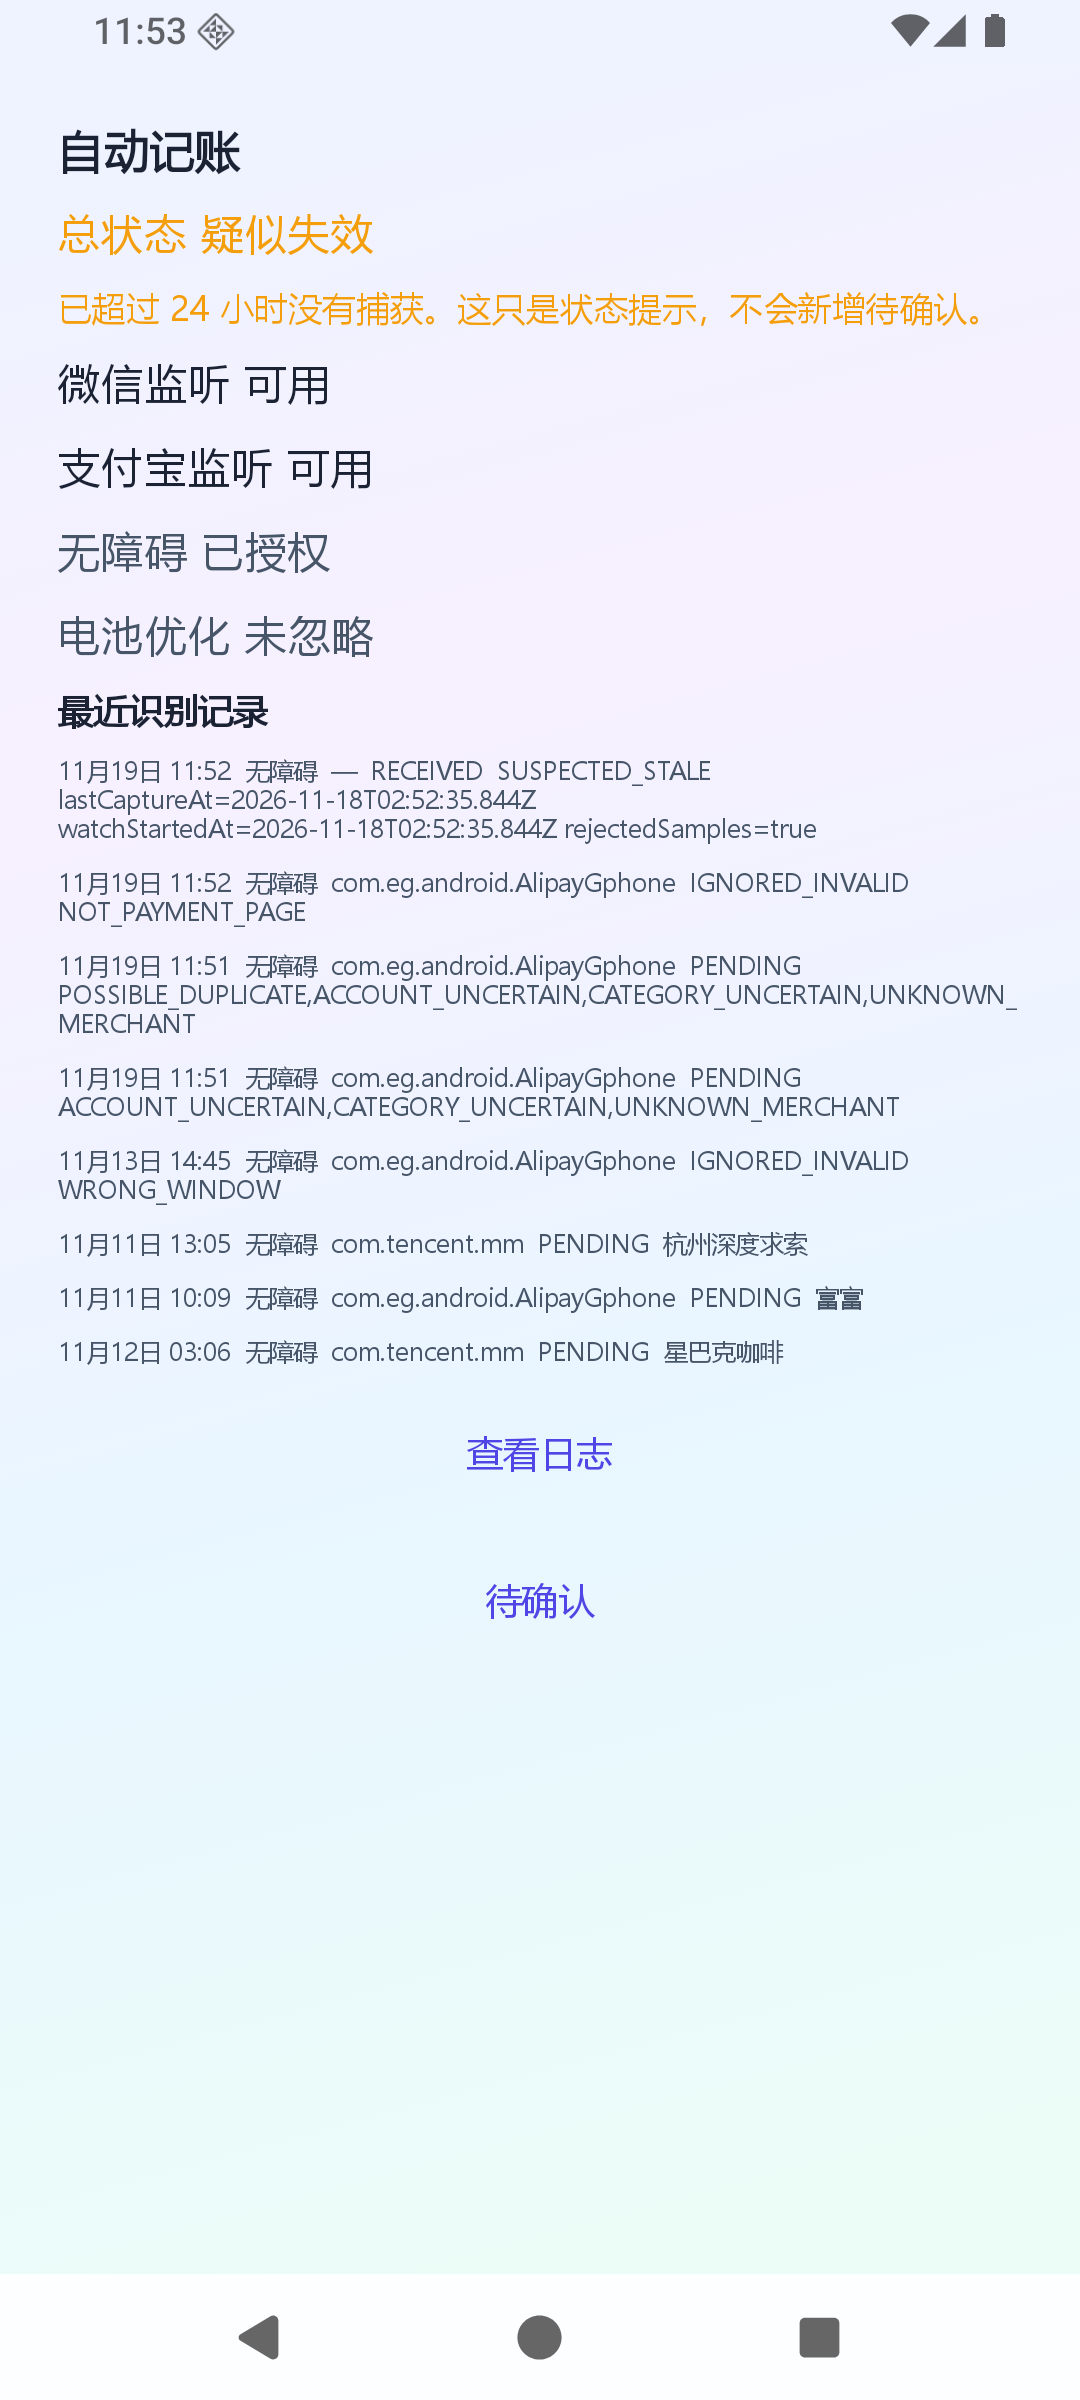 11:53
自动记账
总状态 疑似失效
已超过 24 小时没有捕获。这只是状态提示，不会新增待确认。
微信监听 可用
支付宝监听 可用
无障碍 已授权
电池优化 未忽略
最近识别记录
11月19日 11:52 无障碍 — RECEIVED SUSPECTED_STALE
lastCaptureAt=2026-11-18T02:52:35.844Z
watchStartedAt=2026-11-18T02:52:35.844Z rejectedSamples=true
11月19日 11:52 无障碍 com.eg.android.AlipayGphone IGNORED_INVALID
NOT_PAYMENT_PAGE
11月19日 11:51 无障碍 com.eg.android.AlipayGphone PENDING
POSSIBLE_DUPLICATE,ACCOUNT_UNCERTAIN,CATEGORY_UNCERTAIN,UNKNOWN_
MERCHANT
11月19日 11:51 无障碍 com.eg.android.AlipayGphone PENDING
ACCOUNT_UNCERTAIN,CATEGORY_UNCERTAIN,UNKNOWN_MERCHANT
11月13日 14:45 无障碍 com.eg.android.AlipayGphone IGNORED_INVALID
WRONG_WINDOW
11月11日 13:05 无障碍 com.tencent.mm PENDING 杭州深度求索
11月11日 10:09 无障碍 com.eg.android.AlipayGphone PENDING 富富
11月12日 03:06 无障碍 com.tencent.mm PENDING 星巴克咖啡
查看日志
待确认